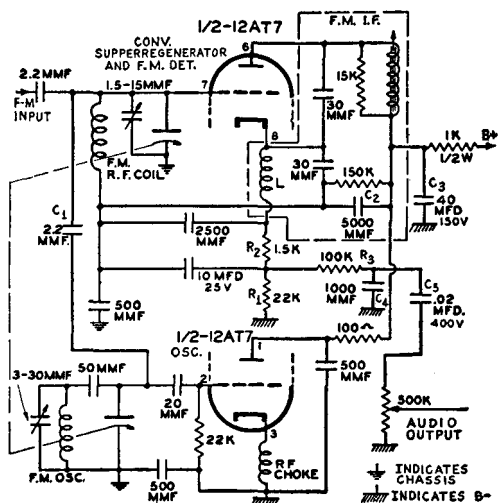 1/2-12AT7
F.M. I.F.
CONV.
SUPPERREGENERATOR
AND F.M. DET.
6
2.2MMF
1.5-15MMF
7
15K
F-M
INPUT
30
MMF
B+
8
1K
1/2W
F.M.
R.F. COIL
30
MMF
L
150K
C3
40
MFD
150V
C1
2.2
MMF
C2
5000
MMF
2500
MMF
R2
1.5K
100K
R3
10 MFD
25V
R1
22K
1000
MMF
C4
C5
.02
MFD.
400V
500
MMF
1/2-12AT7
OSC.
1
100~
3-30MMF
50MMF
2
500
MMF
20
MMF
500K
AUDIO
OUTPUT
22K
3
F.M. OSC.
500
MMF
RF
CHOKE
INDICATES
CHASSIS
INDICATES B-